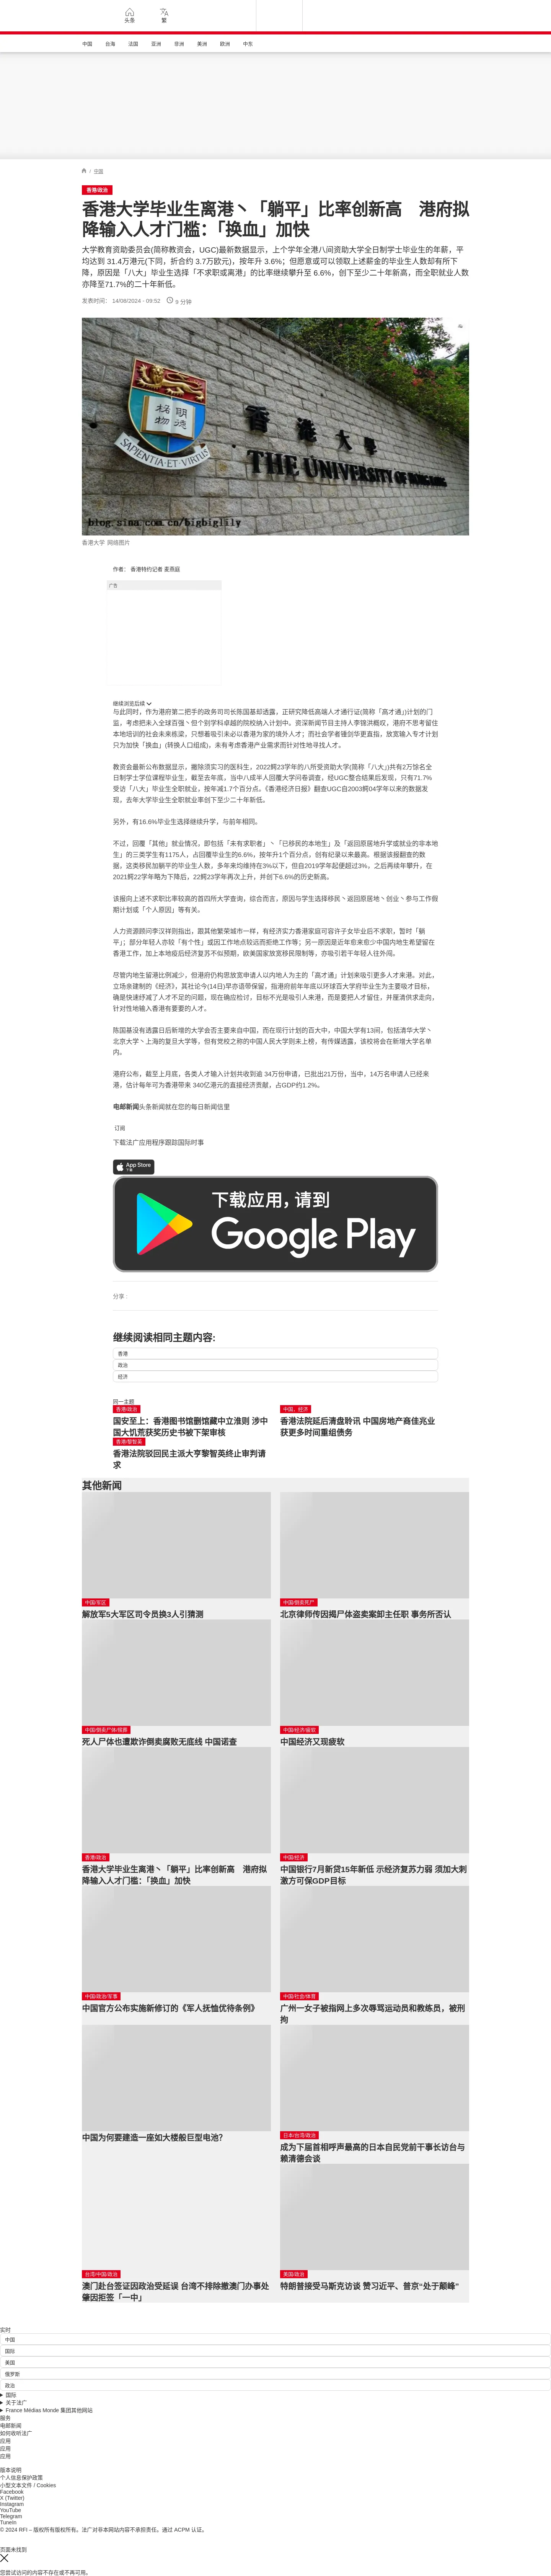 头条
繁
中国
台海
法国
亚洲
非洲
美洲
欧洲
中东
中国
香港/政治
香港大学毕业生离港丶「躺平」比率创新高　港府拟
降输入人才门槛：「换血」加快
大学教育资助委员会(简称教资会，UGC)最新数据显示，上个学年全港八间资助大学全日制学士毕业生的年薪，平
均达到 31.4万港元(下同，折合约 3.7万欧元)，按年升 3.6%；但愿意或可以领取上述薪金的毕业生人数却有所下
降，原因是「八大」毕业生选择「不求职或离港」的比率继续攀升至 6.6%，创下至少二十年新高，而全职就业人数
亦降至71.7%的二十年新低。
发表时间： 14/08/2024 - 09:52
9 分钟
香港大学
SAPIENTIA·ET·VIRTUS
THE UNIVERSITY
blog.sina.com.cn/bigbiglily
香港大学 网络图片
作者： 香港特约记者 麦燕庭
广告
继续浏览后续
与此同时，作为港府第二把手的政务司司长陈国基却透露，正研究降低高端人才通行证(简称「高才通」)计划的门
监，考虑把未入全球百强丶但个别学科卓越的院校纳入计划中。资深新闻节目主持人李锦洪概叹，港府不思考留住
本地培训的社会未来栋梁，只想着吸引未必以香港为家的境外人才；而社会学者锺剑华更直指，放宽输入专才计划
只为加快「换血」(转换人口组成)，未有考虑香港产业需求而针对性地寻找人才。
教资会最新公布数据显示，撇除须实习的医科生，2022至23学年的八所受资助大学(简称「八大」)共有2万馀名全
日制学士学位课程毕业生，截至去年底，当中八成半人回覆大学问卷调查，经UGC整合结果后发现，只有71.7%
受访「八大」毕业生全职就业，按年减1.7个百分点。《香港经济日报》翻查UGC自2003至04学年以来的数据发
现，去年大学毕业生全职就业率创下至少二十年新低。
另外，有16.6%毕业生选择继续升学，与前年相同。
不过，回覆「其他」就业情况，即包括「未有求职者」丶「已移民的本地生」及「返回原居地升学或就业的非本地
生」的三类学生有1175人，占回覆毕业生的6.6%，按年升1个百分点，创有纪录以来最高。根据该报翻查的数
据，这类移民加躺平的毕业生人数，多年来均维持在3%以下，但自2019学年起便超过3%，之后再续年攀升，在
2021至22学年略为下降后，22至23学年再次上升，并创下6.6%的历史新高。
该报向上述不求职比率较高的首四所大学查询，综合而言，原因与学生选择移民丶返回原居地丶创业丶参与工作假
期计划或「个人原因」等有关。
人力资源顾问李汉祥则指出，跟其他繁荣城市一样，有经济实力香港家庭可容许子女毕业后不求职，暂时「躺
平」；部分年轻人亦较「有个性」或因工作地点较远而拒绝工作等；另一原因是近年愈来愈少中国内地生希望留在
香港工作，加上本地疫后经济复苏不似预期，欧美国家放宽移民限制等，亦吸引若干年轻人往外闯。
尽管内地生留港比例减少，但港府仍构思放宽申请人以内地人为主的「高才通」计划来吸引更多人才来港。对此，
立场亲建制的《经济》，其社论今(14日)早亦语带保留，指港府前年年底以环球百大学府毕业生为主要吸才目标，
确是快速纾减了人才不足的问题，现在确应检讨，目标不光是吸引人来港，而是要把人才留住，并厘清供求走向，
针对性地输入香港有要要的人才。
陈国基没有透露日后新增的大学会否主要来自中国，而在现行计划的百大中，中国大学有13间，包括清华大学丶
北京大学丶上海的复旦大学等，但有党校之称的中国人民大学则未上榜，有传媒透露，该校将会在新增大学名单
内。
港府公布，截至上月底，各类人才输入计划共收到逾 34万份申请，已批出21万份，当中，14万名申请人已经来
港，估计每年可为香港带来 340亿港元的直接经济贡献，占GDP约1.2%。
电邮新闻头条新闻就在您的每日新闻信里
订阅
下载法广应用程序跟踪国际时事
App Store
下载
下载应用，请到
Google Play
分享 :
继续阅读相同主题内容:
香港
政治
经济
同一主题
香港/政治
国安至上：香港图书馆删馆藏中立淮则 涉中
国大饥荒获奖历史书被下架审核
中国、经济
香港法院延后清盘聆讯 中国房地产商佳兆业
获更多时间重组债务
香港/黎智英
香港法院驳回民主派大亨黎智英终止审判请
求
其他新闻
中国/军区
解放军5大军区司令员换3人引猜测
中国/倒卖死尸
北京律师传因揭尸体盗卖案卸主任职 事务所否认
中国/倒卖尸体/殡葬
死人尸体也遭欺诈倒卖腐败无底线 中国诺查
中国/经济/疲软
中国经济又现疲软
香港/政治
香港大学毕业生离港丶「躺平」比率创新高　港府拟
降输入人才门槛：「换血」加快
中国/经济
中国银行7月新贷15年新低 示经济复苏力弱 须加大刺
激方可保GDP目标
中国/政治/军事
中国官方公布实施新修订的《军人抚恤优待条例》
中国/社会/体育
广州一女子被指网上多次辱骂运动员和教练员，被刑
拘
中国为何要建造一座如大楼般巨型电池？
日本/台湾/政治
成为下届首相呼声最高的日本自民党前干事长访台与
赖清德会谈
台湾/中国/政治
澳门赴台签证因政治受延误 台湾不排除撤澳门办事处
肇因拒签「一中」
美国/政治
特朗普接受马斯克访谈 赞习近平、普京“处于颠峰”
实时
中国
国际
美国
俄罗斯
政治
国际
关于法广
France Médias Monde 集团其他网站
服务
电邮新闻
如何收听法广
应用
应用
应用
版本说明
个人信息保护政策
小型文本文件 / Cookies
Facebook
X (Twitter)
Instagram
YouTube
Telegram
TuneIn
© 2024 RFI – 版权所有版权所有。法广对非本网站内容不承担责任。通过 ACPM 认证。
页面未找到
您尝试访问的内容不存在或不再可用。